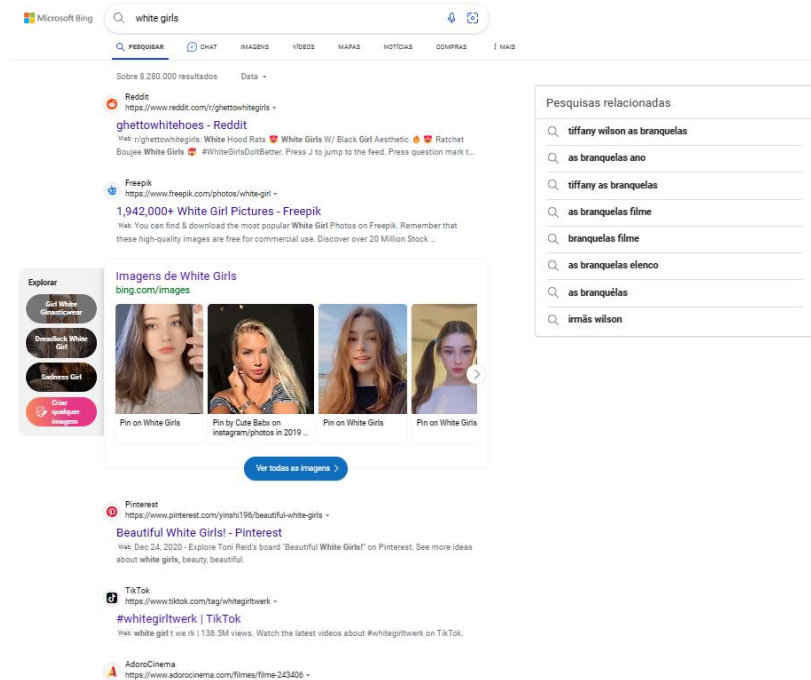 Microsoft Bing
white girls
PESQUISAR
CHAT
IMAGENS
VÍDEOS
MAPAS
NOTÍCIAS
COMPRAS
MAIS
Sobre 8.280.000 resultados
Data
Reddit
https://www.reddit.com/r/ghettowhitegirls
ghettowhitehoes - Reddit
Web r/ghettowhitegirls: White Hood Rats 😍 White Girls W/ Black Girl Aesthetic 🔥 😍 Ratchet
Boujee White Girls 🥰 #WhiteGirlsDoItBetter. Press J to jump to the feed. Press question mark t...
Freepik
https://www.freepik.com/photos/white-girl
1,942,000+ White Girl Pictures - Freepik
Web You can find & download the most popular White Girl Photos on Freepik. Remember that
these high-quality images are free for commercial use. Discover over 20 Million Stock ...
Explorar
Girl White
Ginasticwear
Dreadlock White
Girl
Sadness Girl
Criar
qualquer
imagem
Imagens de White Girls
bing.com/images
Pin on White Girls
Pin by Cute Babx on
instagram/photos in 2019 ...
Pin on White Girls
Pin on White Girls
Ver todas as imagens
Pinterest
https://www.pinterest.com/yinshi196/beautiful-white-girls
Beautiful White Girls! - Pinterest
Web Dec 24, 2020 - Explore Toni Reid's board "Beautiful White Girls!" on Pinterest. See more ideas
about white girls, beauty, beautiful.
TikTok
https://www.tiktok.com/tag/whitegirltwerk
#whitegirltwerk | TikTok
Web white girl t we rk | 136.5M views. Watch the latest videos about #whitegirltwerk on TikTok.
AdoroCinema
https://www.adorocinema.com/filmes/filme-243406
Pesquisas relacionadas
tiffany wilson as branquelas
as branquelas ano
tiffany as branquelas
as branquelas filme
branquelas filme
as branquelas elenco
as branquélas
irmãs wilson